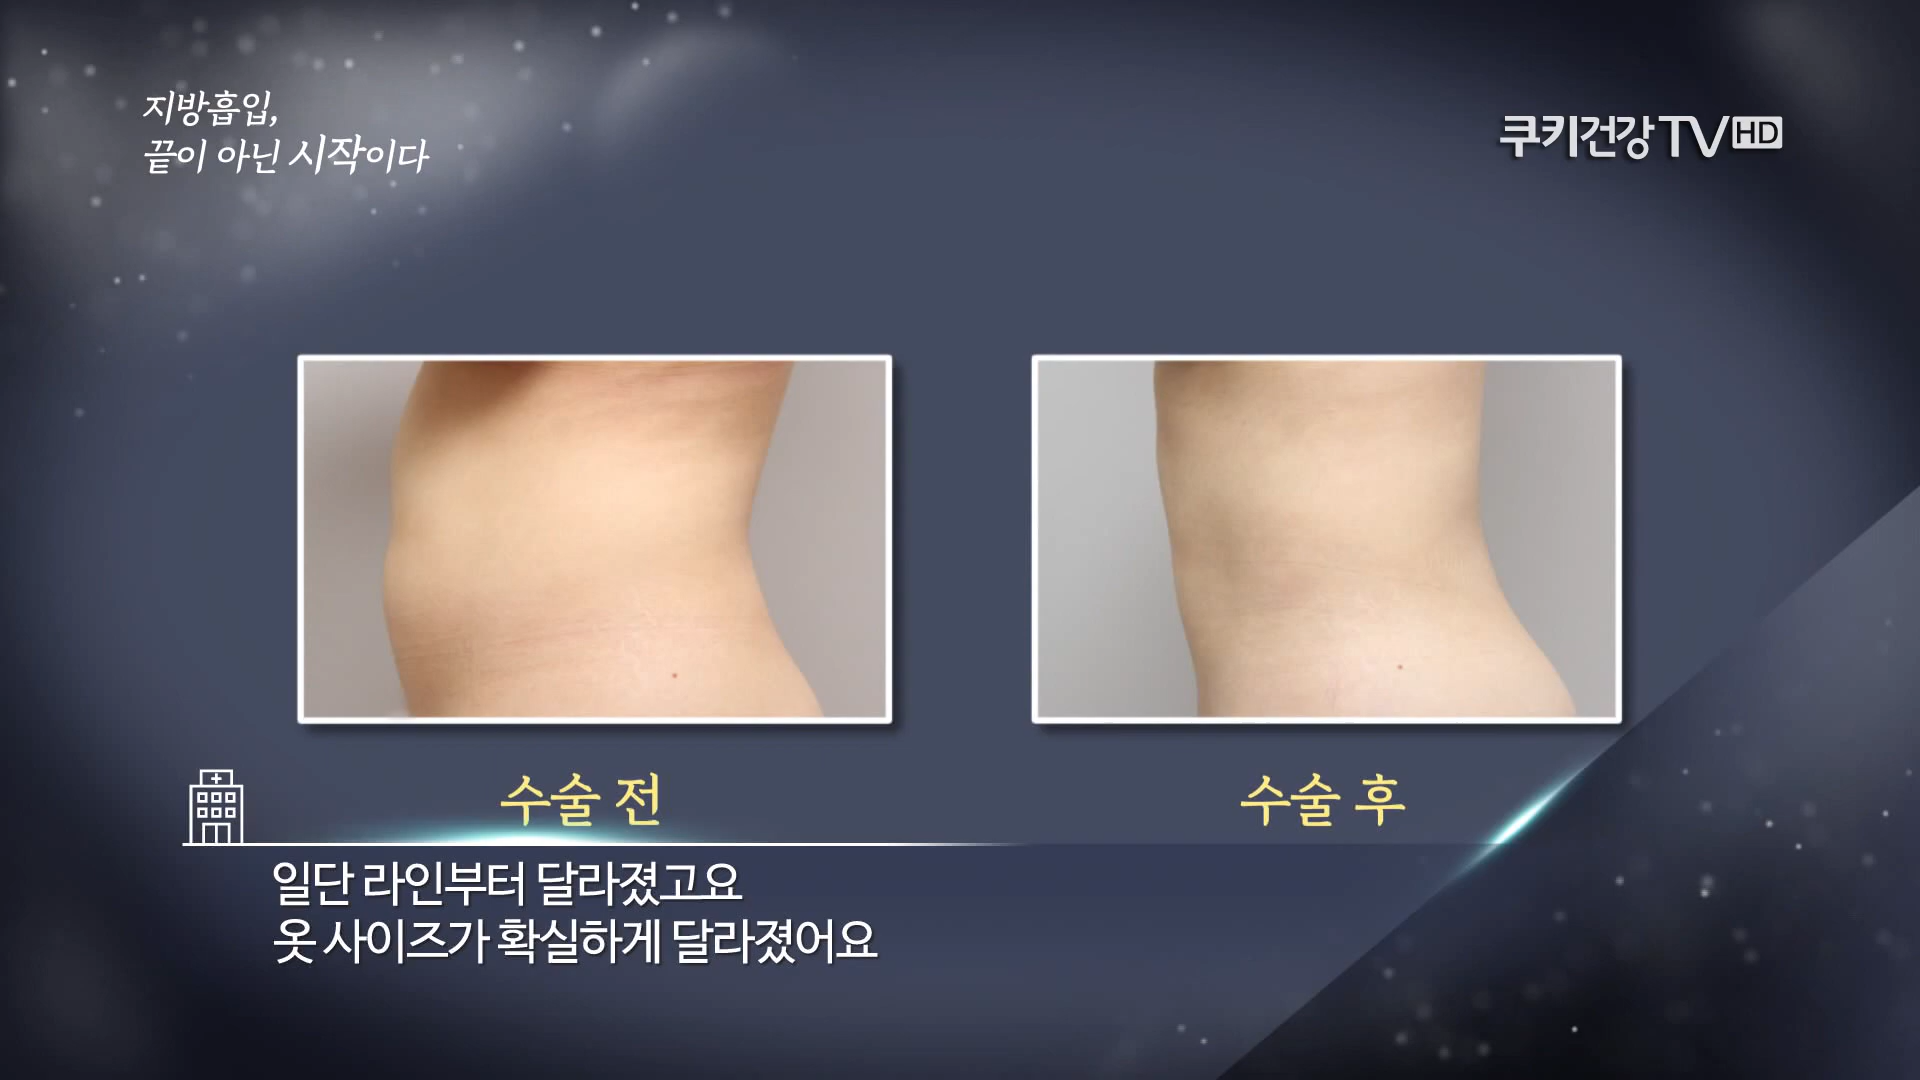 지방흡입,
끝이 아닌 시작이다
쿠키건강TV HD
수술 전
수술 후
일단 라인부터 달라졌고요
옷 사이즈가 확실하게 달라졌어요